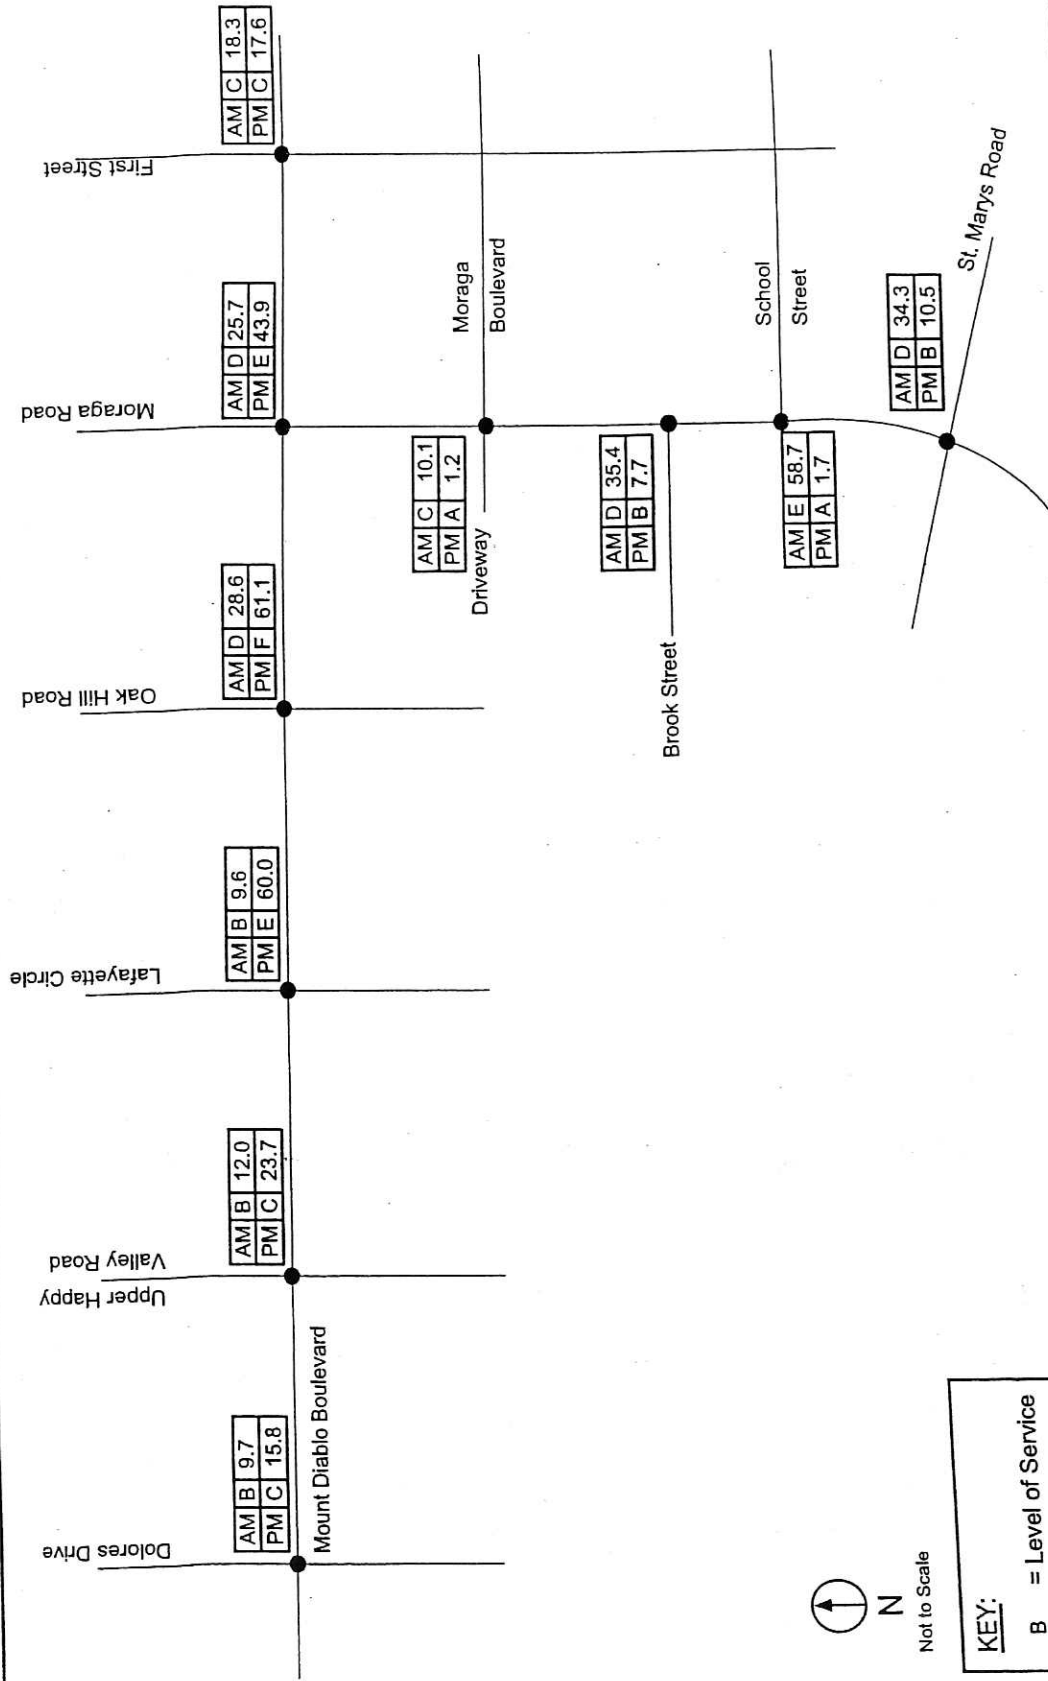 Dolores Drive
AM B 9.7
PM C 15.8
Mount Diablo Boulevard
Upper Happy
Valley Road
AM B 12.0
PM C 23.7
Lafayette Circle
AM B 9.6
PM E 60.0
Oak Hill Road
AM D 28.6
PM F 61.1
Moraga Road
AM D 25.7
PM E 43.9
First Street
AM C 18.3
PM C 17.6
Moraga
Boulevard
AM C 10.1
PM A 1.2
Driveway
AM D 35.4
PM B 7.7
Brook Street
School
Street
AM E 58.7
PM A 1.7
AM D 34.3
PM B 10.5
St. Marys Road
N
Not to Scale
KEY:
B = Level of Service